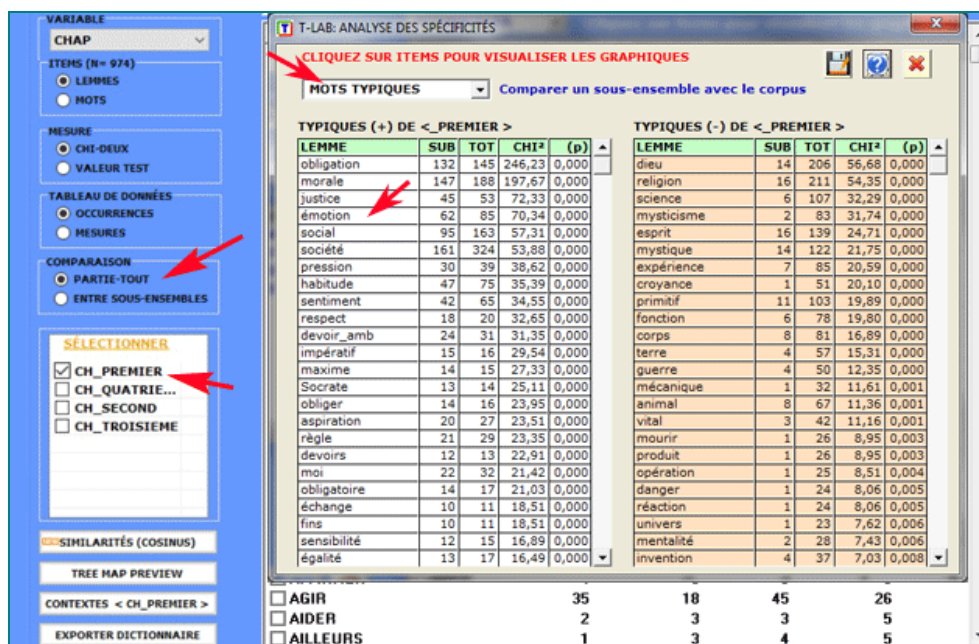 VARIABLE
CHAP
ITEMS (N= 974)
LEMMES
MOTS
MESURE
CHI-DEUX
VALEUR TEST
TABLEAU DE DONNÉES
OCCURRENCES
MESURES
COMPARAISON
PARTIE-TOUT
ENTRE SOUS-ENSEMBLES
SÉLECTIONNER
CH_PREMIER
CH_QUATRIE...
CH_SECOND
CH_TROISIEME
SIMILARITÉS (COSINUS)
TREE MAP PREVIEW
CONTEXTES < CH_PREMIER >
EXPORTER DICTIONNAIRE
T-LAB: ANALYSE DES SPÉCIFICITÉS
CLIQUEZ SUR ITEMS POUR VISUALISER LES GRAPHIQUES
MOTS TYPIQUES Comparer un sous-ensemble avec le corpus
TYPIQUES (+) DE <_PREMIER >
LEMME SUB TOT CHI² (p)
obligation 132 145 246,23 0,000
morale 147 188 197,67 0,000
justice 45 53 72,33 0,000
émotion 62 85 70,34 0,000
social 95 163 57,31 0,000
société 161 324 53,88 0,000
pression 30 39 38,62 0,000
habitude 47 75 35,39 0,000
sentiment 42 65 34,55 0,000
respect 18 20 32,65 0,000
devoir_amb 24 31 31,35 0,000
impératif 15 16 29,54 0,000
maxime 14 15 27,33 0,000
Socrate 13 14 25,11 0,000
obliger 14 16 23,95 0,000
aspiration 20 27 23,51 0,000
règle 21 29 23,35 0,000
devoirs 12 13 22,91 0,000
moi 22 32 21,42 0,000
obligatoire 14 17 21,03 0,000
échange 10 11 18,51 0,000
fins 10 11 18,51 0,000
sensibilité 12 15 16,89 0,000
égalité 13 17 16,49 0,000
TYPIQUES (-) DE <_PREMIER >
LEMME SUB TOT CHI² (p)
dieu 14 206 56,68 0,000
religion 16 211 54,35 0,000
science 6 107 32,29 0,000
mysticisme 2 83 31,74 0,000
esprit 16 139 24,71 0,000
mystique 14 122 21,75 0,000
expérience 7 85 20,59 0,000
croyance 1 51 20,10 0,000
primitif 11 103 19,89 0,000
fonction 6 78 19,80 0,000
corps 8 81 16,89 0,000
terre 4 57 15,31 0,000
guerre 4 50 12,35 0,000
mécanique 1 32 11,61 0,001
animal 8 67 11,36 0,001
vital 3 42 11,16 0,001
mourir 1 26 8,95 0,003
produit 1 26 8,95 0,003
opération 1 25 8,51 0,004
danger 1 24 8,06 0,005
réaction 1 24 8,06 0,005
univers 1 23 7,62 0,006
mentalité 2 28 7,43 0,006
invention 4 37 7,03 0,008
AGIR 35 18 45 26
AIDER 2 3 3 5
AILLEURS 1 3 4 5